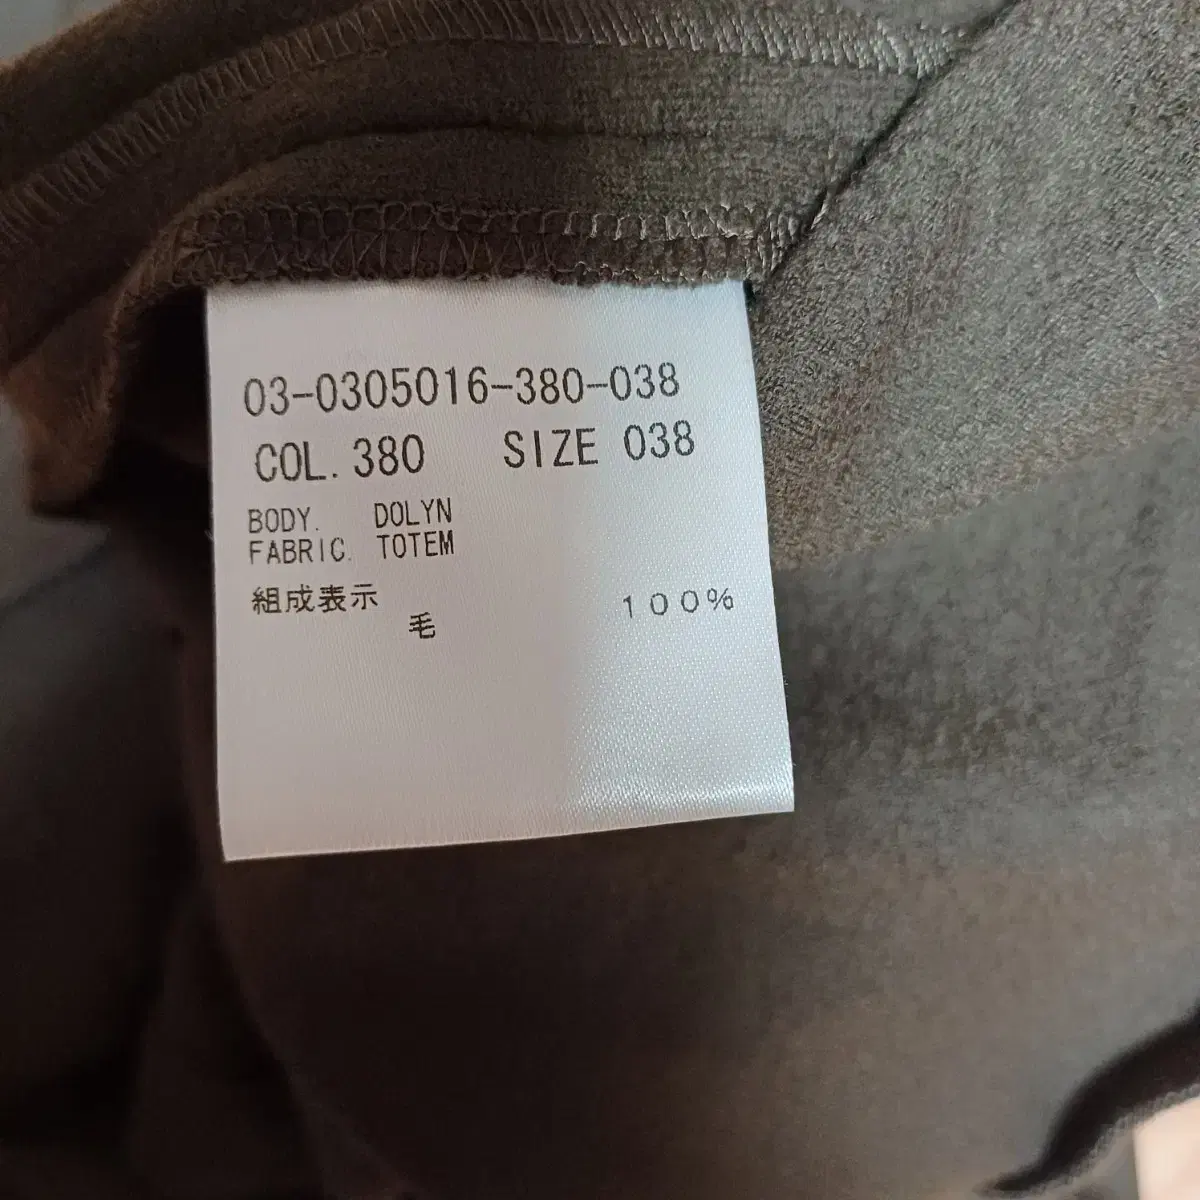 03-0305016-380-038
COL. 380 SIZE 038
BODY. DOLYN
FABRIC. TOTEM
組成表示
毛 100%